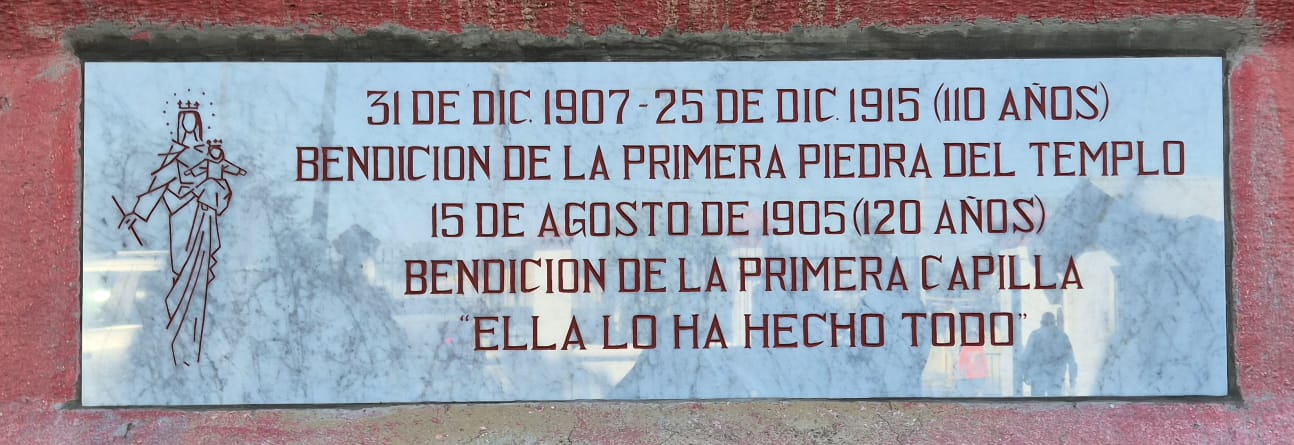 31 DE DIC. 1907 - 25 DE DIC. 1915 (110 AÑOS)
BENDICION DE LA PRIMERA PIEDRA DEL TEMPLO
15 DE AGOSTO DE 1905 (120 AÑOS)
BENDICION DE LA PRIMERA CAPILLA
"ELLA LO HA HECHO TODO"